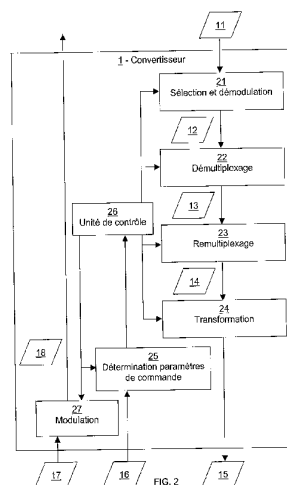 11
1 - Convertisseur
21
Sélection et démodulation
12
22
Démultiplexage
13
26
Unité de contrôle
23
Remultiplexage
14
24
Transformation
18
25
Détermination paramètres
de commande
27
Modulation
17
16
15
FIG. 2